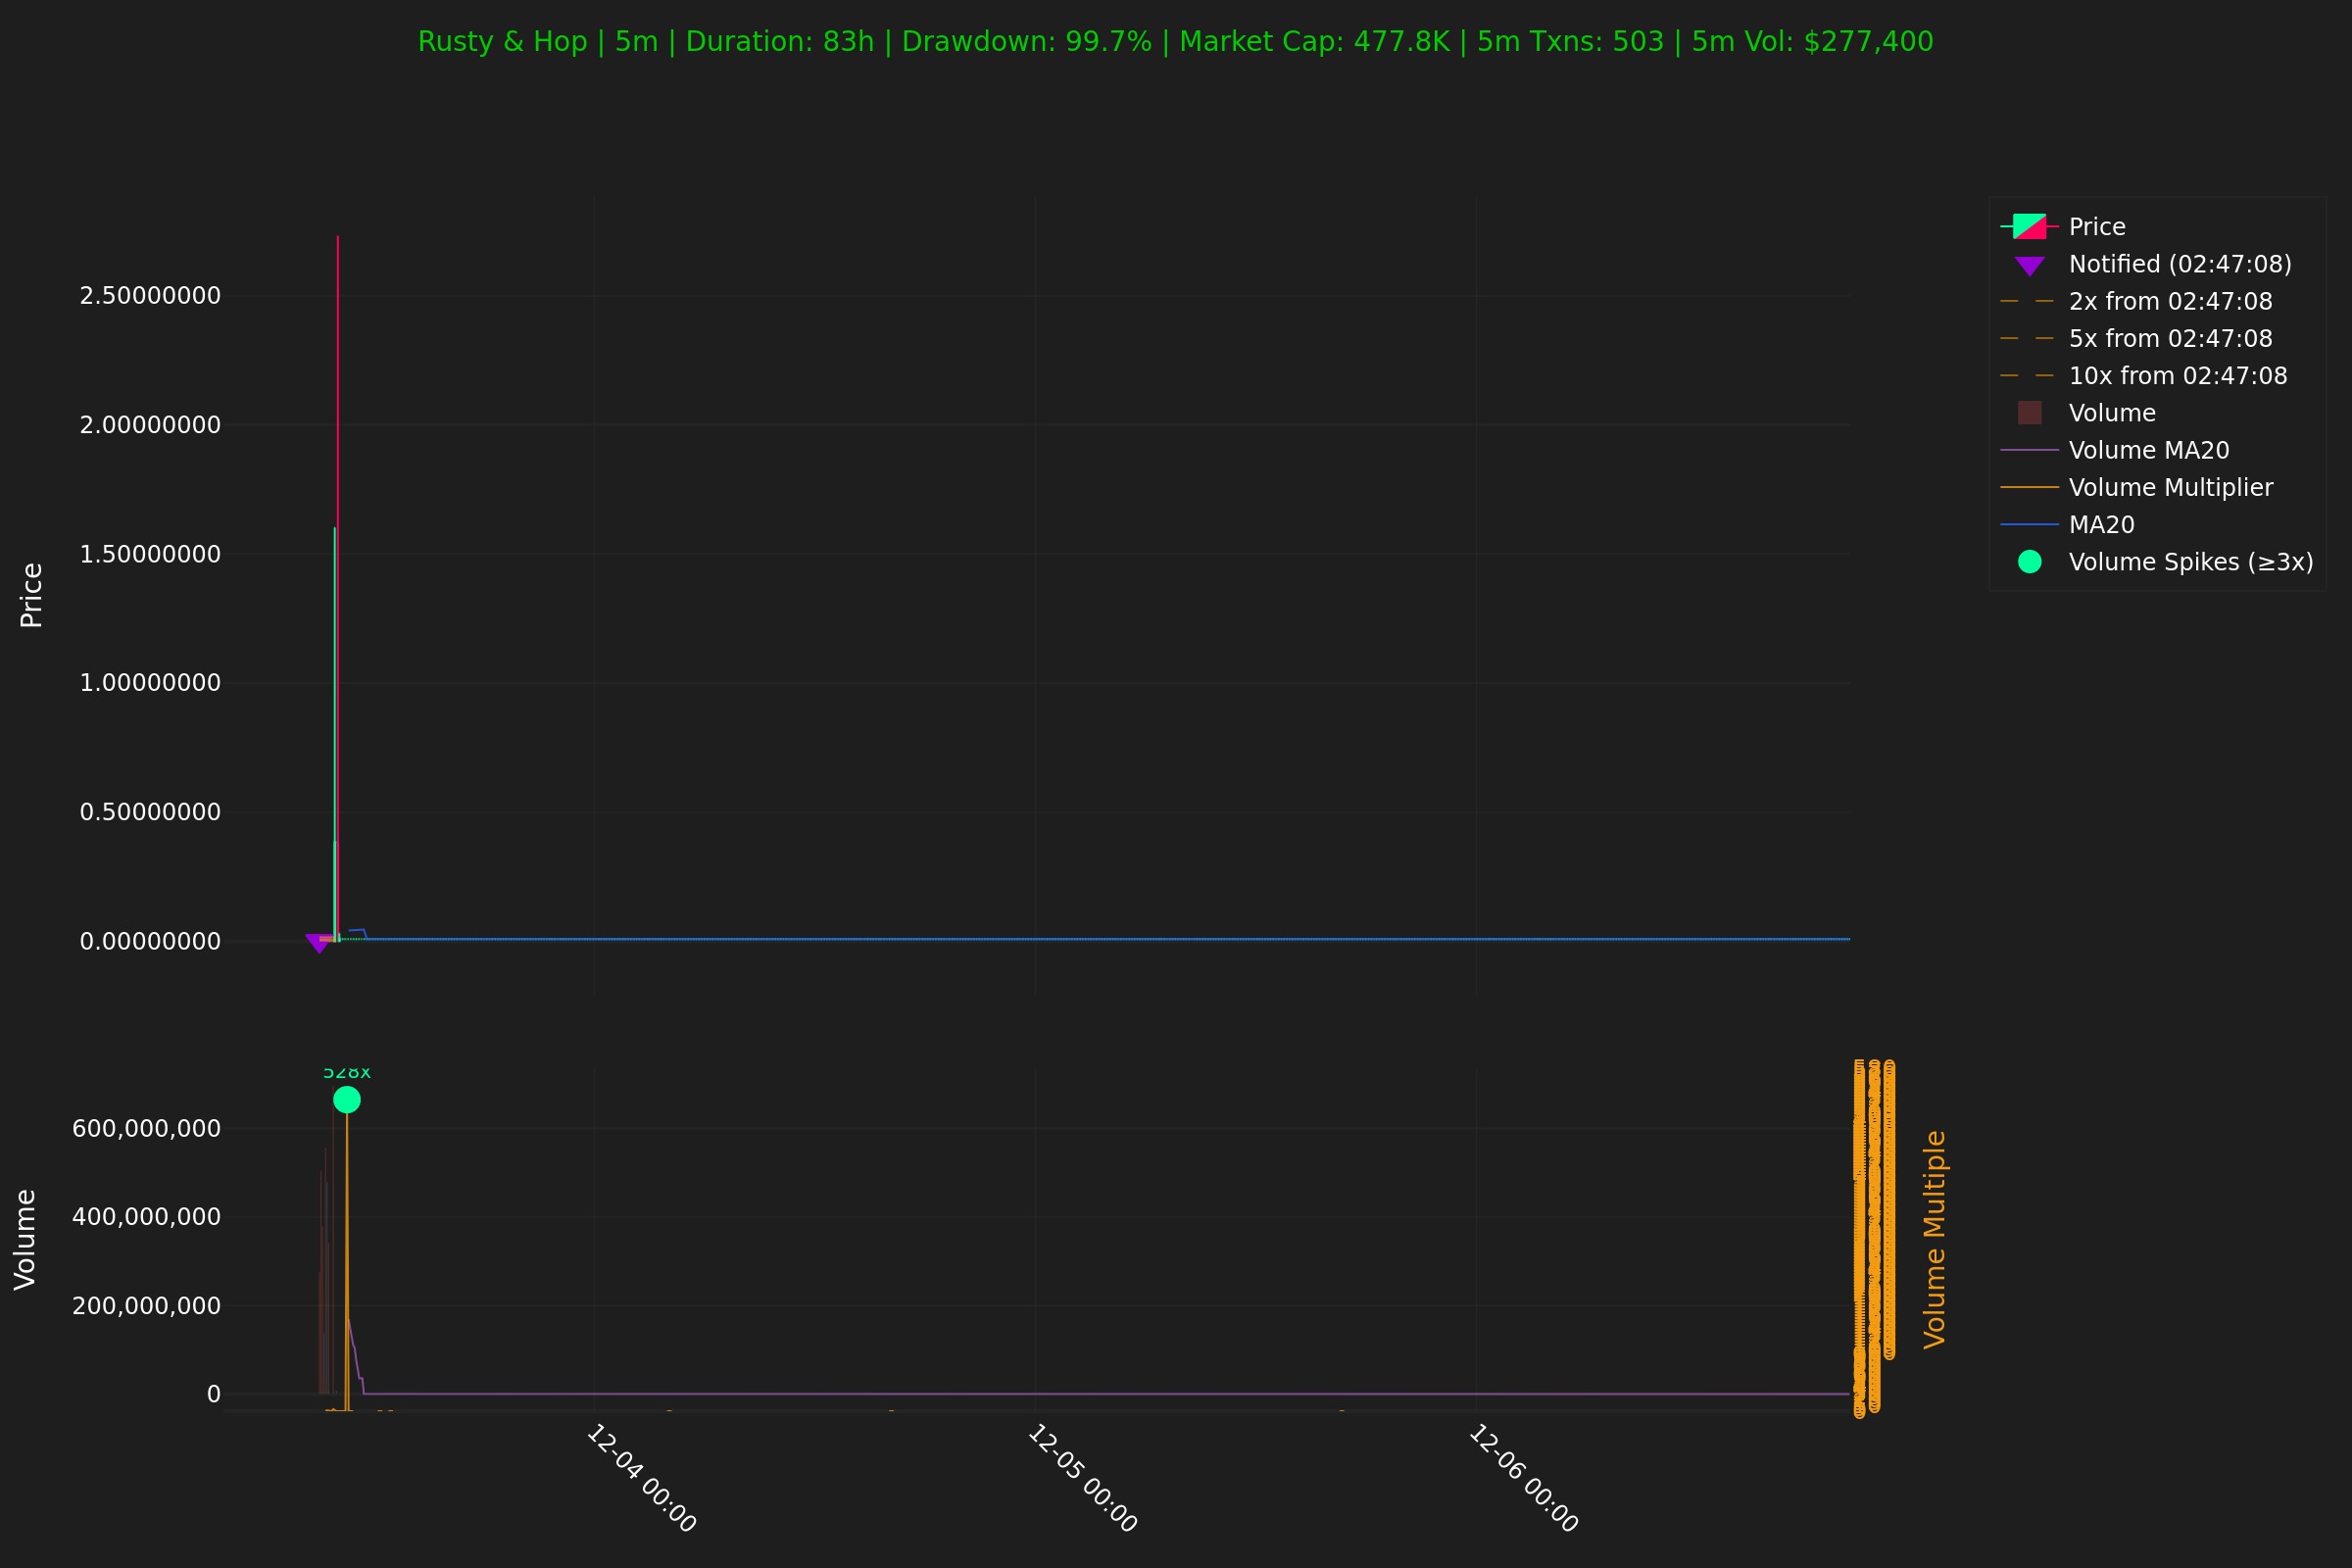 Rusty & Hop | 5m | Duration: 83h | Drawdown: 99.7% | Market Cap: 477.8K | 5m Txns: 503 | 5m Vol: $277,400
Price
2.50000000
2.00000000
1.50000000
1.00000000
0.50000000
0.00000000
Price
Notified (02:47:08)
2x from 02:47:08
5x from 02:47:08
10x from 02:47:08
Volume
Volume MA20
Volume Multiplier
MA20
Volume Spikes (≥3x)
528x
Volume
600,000,000
400,000,000
200,000,000
0
Volume Multiple
12-04 00:00
12-05 00:00
12-06 00:00